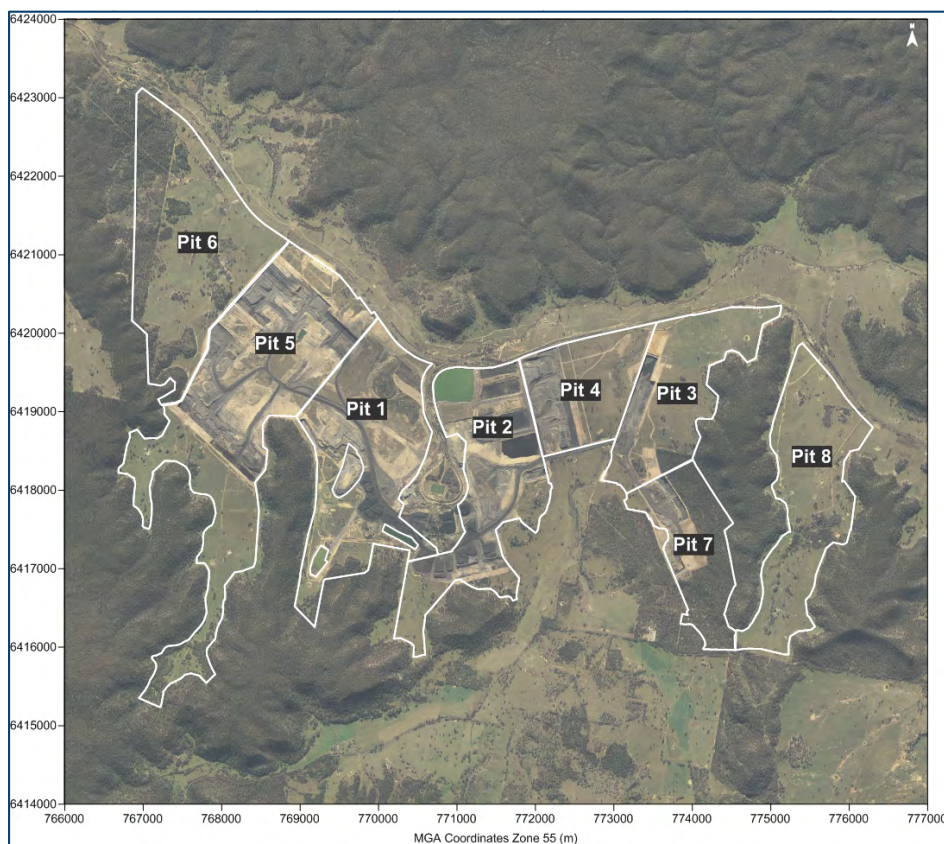 6424000
N
6423000
6422000
Pit 6
6421000
6420000
Pit 5
Pit 4
Pit 3
Pit 1
6419000
Pit 2
Pit 8
6418000
Pit 7
6417000
6416000
6415000
6414000
766000 767000 768000 769000 770000 771000 772000 773000 774000 775000 776000 777000
MGA Coordinates Zone 55 (m)